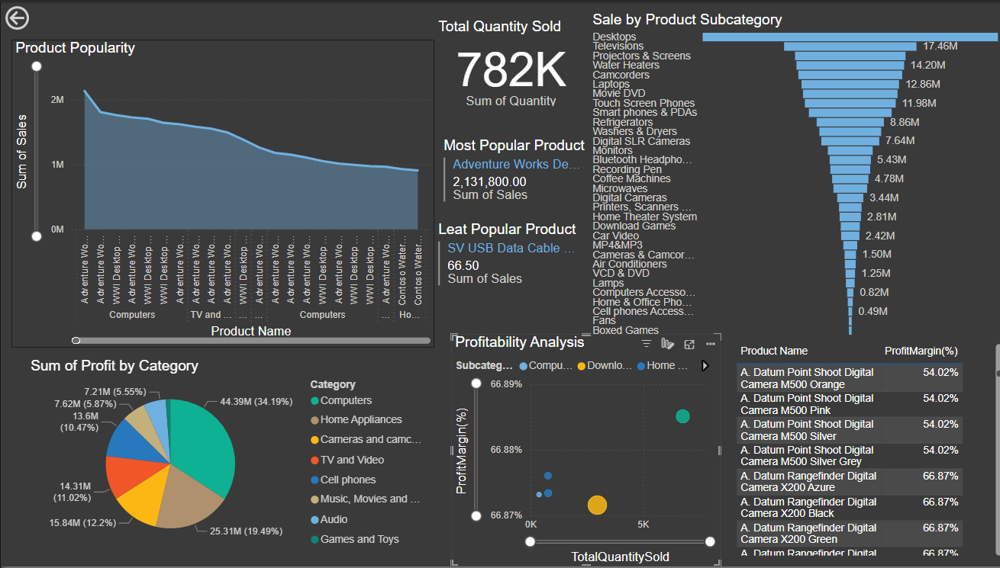 Product Popularity
Sum of Sales
2M
1M
0M
Adventure Wo...
Adventure Wo...
WWI Desktop ...
Adventure Wo...
WWI Desktop ...
WWI Desktop ...
Adventure Wo...
Adventure Wo...
Adventure Wo...
Adventure Wo...
WWI Desktop ...
Adventure Wo...
Adventure Wo...
Adventure Wo...
Adventure Wo...
WWI Desktop ...
Adventure Wo...
WWI Desktop ...
WWI Desktop ...
Adventure Wo...
Contoso Water...
Contoso Water...
Computers
TV and ...
...
...
Computers
...
Ho...
Product Name
Total Quantity Sold
782K
Sum of Quantity
Most Popular Product
Adventure Works De...
2,131,800.00
Sum of Sales
Leat Popular Product
SV USB Data Cable ...
66.50
Sum of Sales
Sale by Product Subcategory
Desktops
Televisions 17.46M
Projectors & Screens
Water Heaters 14.20M
Camcorders
Laptops 12.86M
Movie DVD
Touch Screen Phones 11.98M
Smart phones & PDAs
Refrigerators 8.86M
Washers & Dryers
Digital SLR Cameras 7.64M
Monitors
Bluetooth Headpho... 5.43M
Recording Pen
Coffee Machines 4.78M
Microwaves
Digital Cameras 3.44M
Printers, Scanners ...
Home Theater System 2.81M
Download Games
Car Video 2.42M
MP4&MP3
Cameras & Camcor... 1.50M
Air Conditioners
VCD & DVD 1.25M
Lamps
Computers Accesso... 0.82M
Home & Office Pho...
Cell phones Access... 0.49M
Fans
Boxed Games
Sum of Profit by Category
44.39M (34.19%)
25.31M (19.49%)
15.84M (12.2%)
14.31M
(11.02%)
13.6M
(10.47%)
7.62M (5.87%)
7.21M (5.55%)
Category
Computers
Home Appliances
Cameras and camc...
TV and Video
Cell phones
Music, Movies and ...
Audio
Games and Toys
Profitability Analysis
Subcateg...
Compu...
Downlo...
Home ...
ProfitMargin(%)
66.89%
66.88%
66.87%
0K
5K
TotalQuantitySold
Product Name ProfitMargin(%)
A. Datum Point Shoot Digital 54.02%
Camera M500 Orange
A. Datum Point Shoot Digital 54.02%
Camera M500 Pink
A. Datum Point Shoot Digital 54.02%
Camera M500 Silver
A. Datum Point Shoot Digital 54.02%
Camera M500 Silver Grey
A. Datum Rangefinder Digital 66.87%
Camera X200 Azure
A. Datum Rangefinder Digital 66.87%
Camera X200 Black
A. Datum Rangefinder Digital 66.87%
Camera X200 Green
A. Datum Rangefinder Digital 66.87%